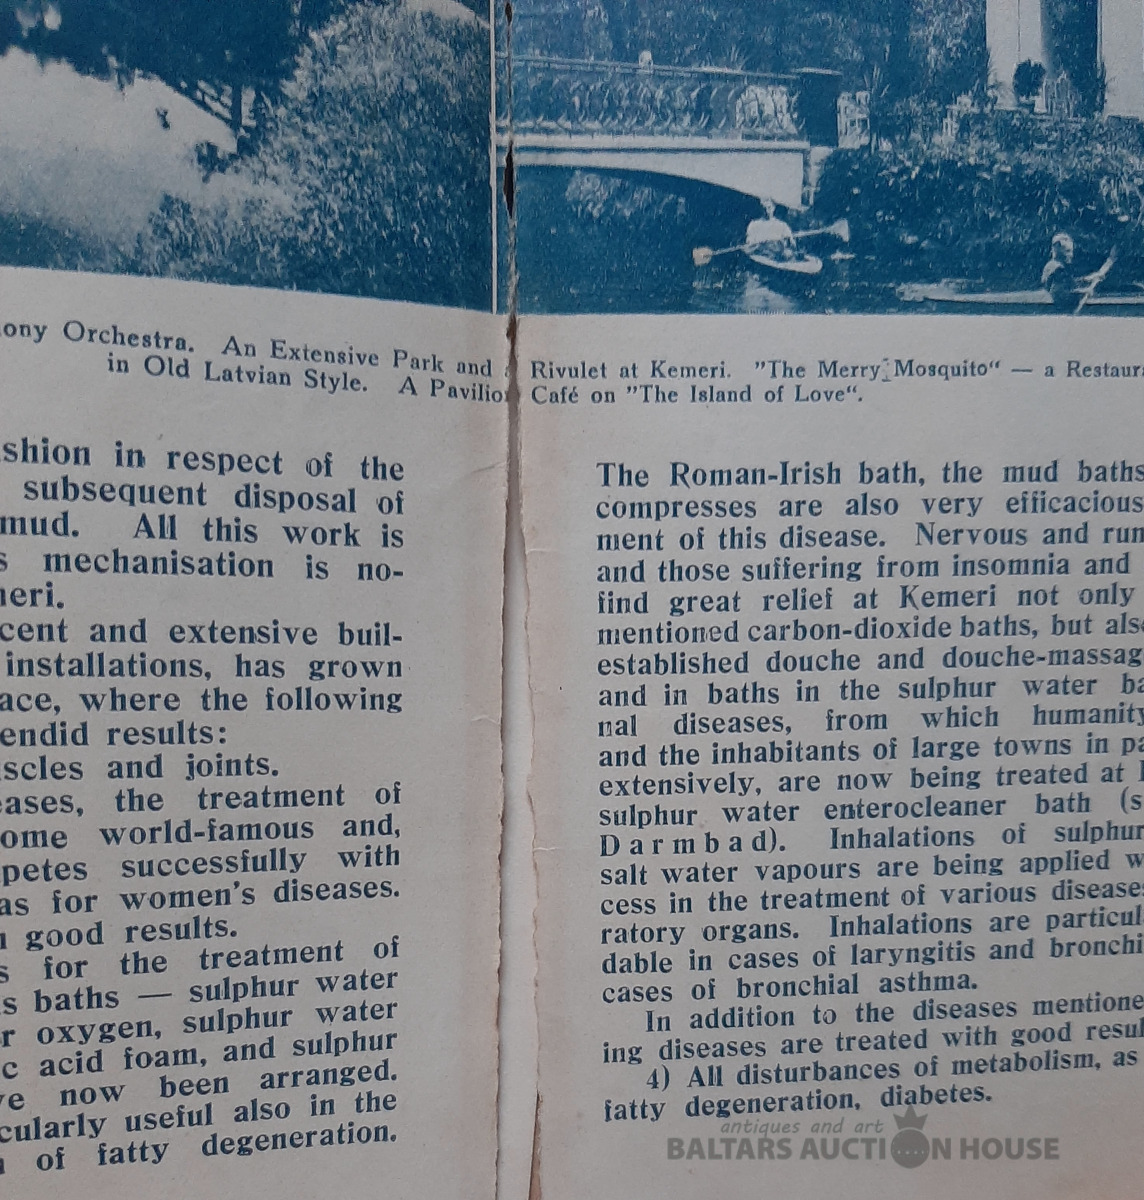 ony Orchestra. An Extensive Park and
in Old Latvian Style. A Pavilion
shion in respect of the
subsequent disposal of
mud. All this work is
s mechanisation is no-
eri.
cent and extensive buil-
installations, has grown
ace, where the following
endid results:
scles and joints.
eases, the treatment of
ome world-famous and,
petes successfully with
as for women's diseases.
good results.
s for the treatment of
s baths — sulphur water
r oxygen, sulphur water
c acid foam, and sulphur
ve now been arranged.
cularly useful also in the
of fatty degeneration.
Rivulet at Kemeri. "The Merry Mosquito“ — a Restaur
Café on "The Island of Love“.
The Roman-Irish bath, the mud baths
compresses are also very efficacious
ment of this disease. Nervous and run
and those suffering from insomnia and
find great relief at Kemeri not only
mentioned carbon-dioxide baths, but also
established douche and douche-massag
and in baths in the sulphur water ba
nal diseases, from which humanity
and the inhabitants of large towns in pa
extensively, are now being treated at
sulphur water enterocleaner bath (s
Darmbad). Inhalations of sulphur
salt water vapours are being applied w
cess in the treatment of various disease
ratory organs. Inhalations are particul
dable in cases of laryngitis and bronchi
cases of bronchial asthma.
In addition to the diseases mentione
ing diseases are treated with good resul
4) All disturbances of metabolism, as
fatty degeneration, diabetes.
antiques and art
BALTARS AUCTION HOUSE